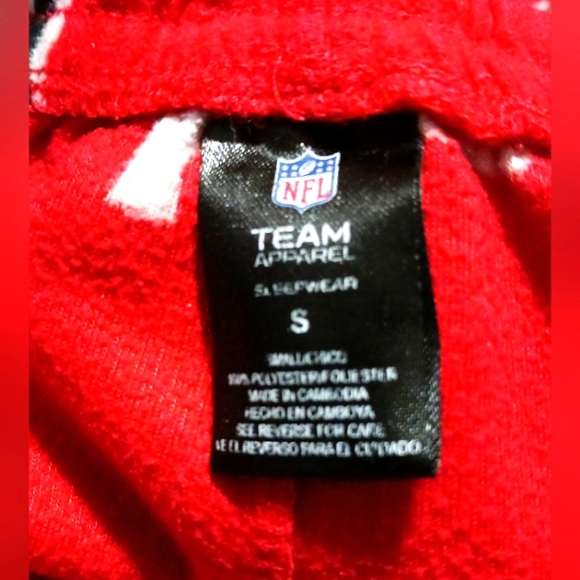 NFL
TEAM
APPAREL
SLEEPWEAR
S
SMALL/CHICO
100% POLYESTER/POLIESTER
MADE IN CAMBODIA
HECHO EN CAMBOYA
SEE REVERSE FOR CARE
VE EL REVERSO PARA EL CUIDADO